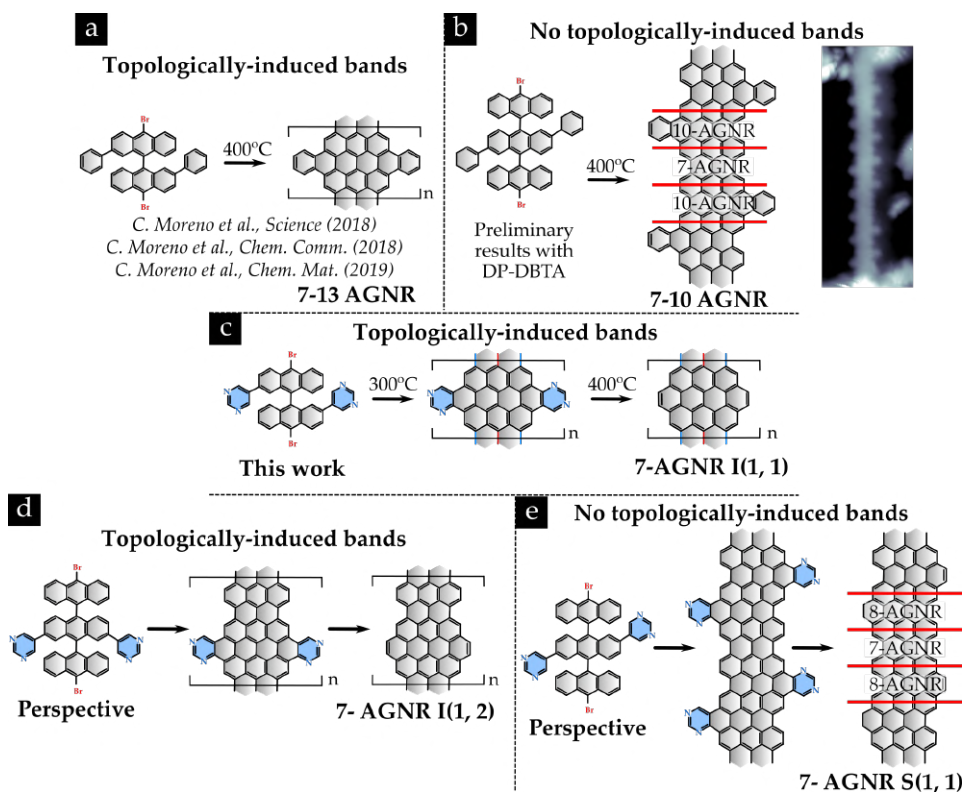 a
Topologically-induced bands
Br
400ºC
Br
n
C. Moreno et al., Science (2018)
C. Moreno et al., Chem. Comm. (2018)
C. Moreno et al., Chem. Mat. (2019)
7-13 AGNR
b
No topologically-induced bands
Br
400ºC
Br
Preliminary
results with
DP-DBTA
10-AGNR
7-AGNR
10-AGNR
7-10 AGNR
c
Topologically-induced bands
Br
N
N
N
N
Br
This work
300ºC
N
N
N
N
n
400ºC
n
7-AGNR I(1, 1)
d
Topologically-induced bands
Br
N
N
N
N
Br
Perspective
N
N
N
N
n
n
7- AGNR I(1, 2)
e
No topologically-induced bands
Br
N
N
N
N
Br
Perspective
N
N
N
N
N
N
N
N
8-AGNR
7-AGNR
8-AGNR
7- AGNR S(1, 1)